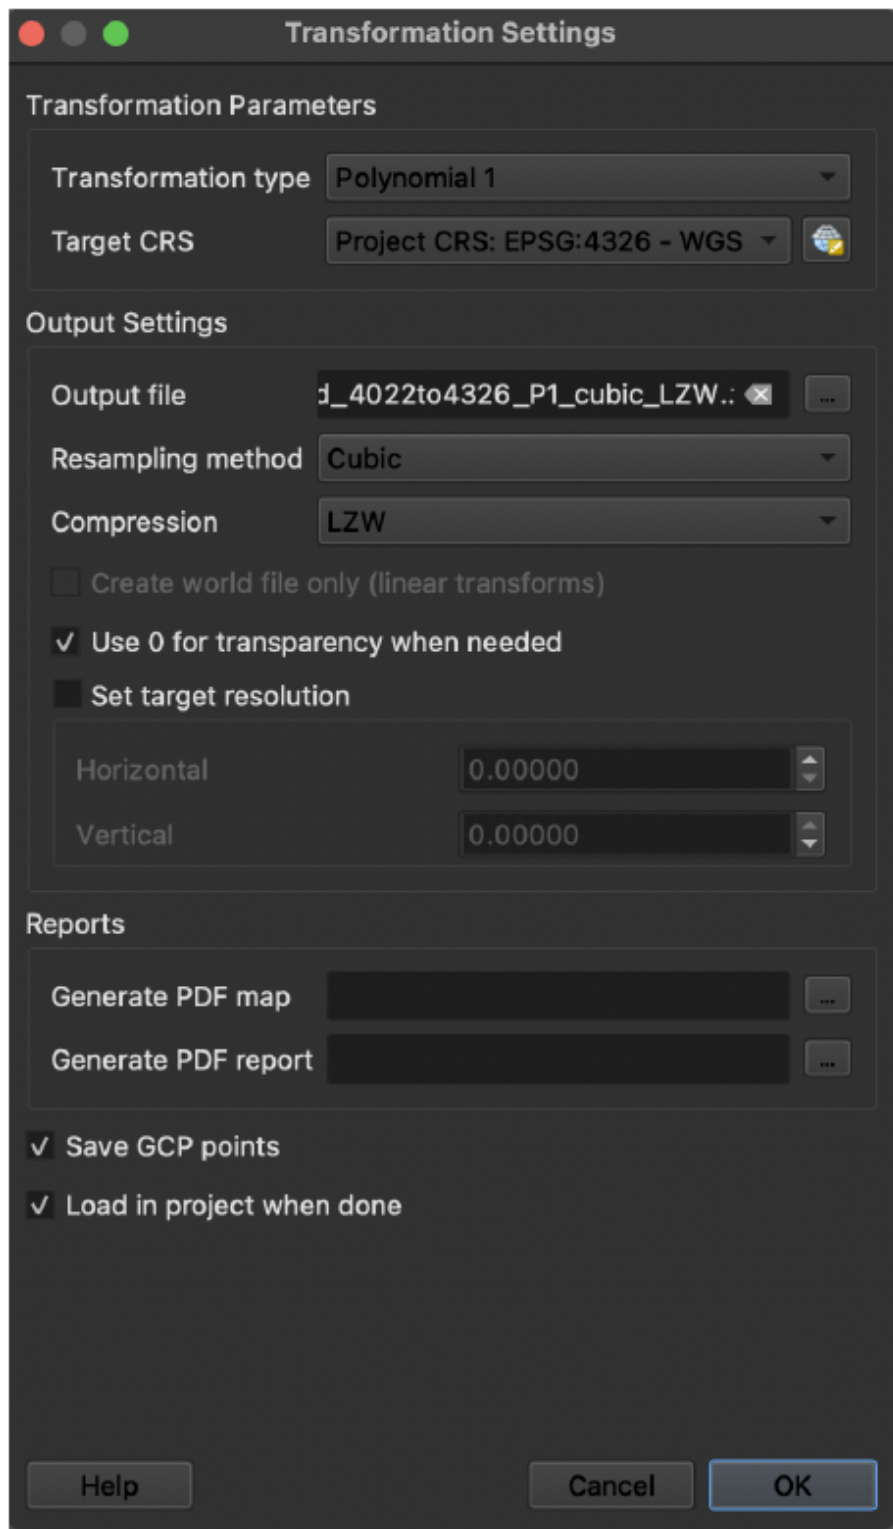 Transformation Settings
Transformation Parameters
Transformation type Polynomial 1
Target CRS Project CRS: EPSG:4326 - WGS
Output Settings
Output file d_4022to4326_P1_cubic_LZW.: ...
Resampling method Cubic
Compression LZW
Create world file only (linear transforms)
Use 0 for transparency when needed
Set target resolution
Horizontal 0.00000
Vertical 0.00000
Reports
Generate PDF map ...
Generate PDF report ...
Save GCP points
Load in project when done
Help Cancel OK